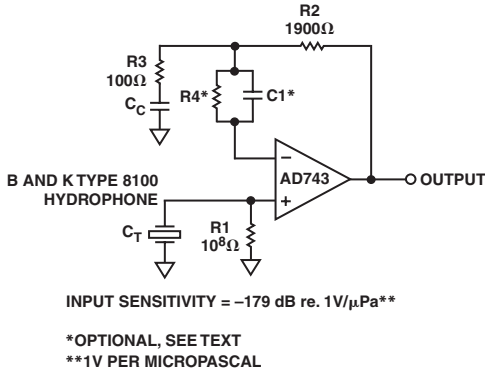 R2
1900Ω
R3
100Ω
CC
R4*
C1*
−
AD743
+
OUTPUT
B AND K TYPE 8100
HYDROPHONE
CT
R1
10⁸Ω
INPUT SENSITIVITY = –179 dB re. 1V/μPa**
*OPTIONAL, SEE TEXT
**1V PER MICROPASCAL